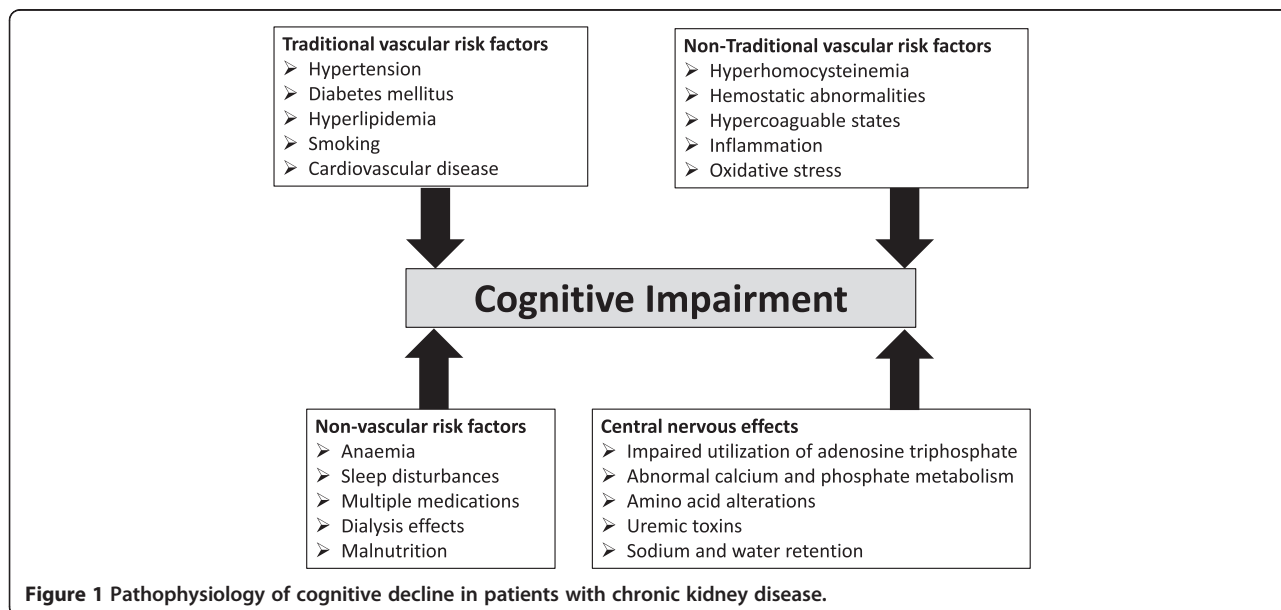 Traditional vascular risk factors
➢ Hypertension
➢ Diabetes mellitus
➢ Hyperlipidemia
➢ Smoking
➢ Cardiovascular disease
Non-Traditional vascular risk factors
➢ Hyperhomocysteinemia
➢ Hemostatic abnormalities
➢ Hypercoaguable states
➢ Inflammation
➢ Oxidative stress
Cognitive Impairment
Non-vascular risk factors
➢ Anaemia
➢ Sleep disturbances
➢ Multiple medications
➢ Dialysis effects
➢ Malnutrition
Central nervous effects
➢ Impaired utilization of adenosine triphosphate
➢ Abnormal calcium and phosphate metabolism
➢ Amino acid alterations
➢ Uremic toxins
➢ Sodium and water retention
Figure 1 Pathophysiology of cognitive decline in patients with chronic kidney disease.